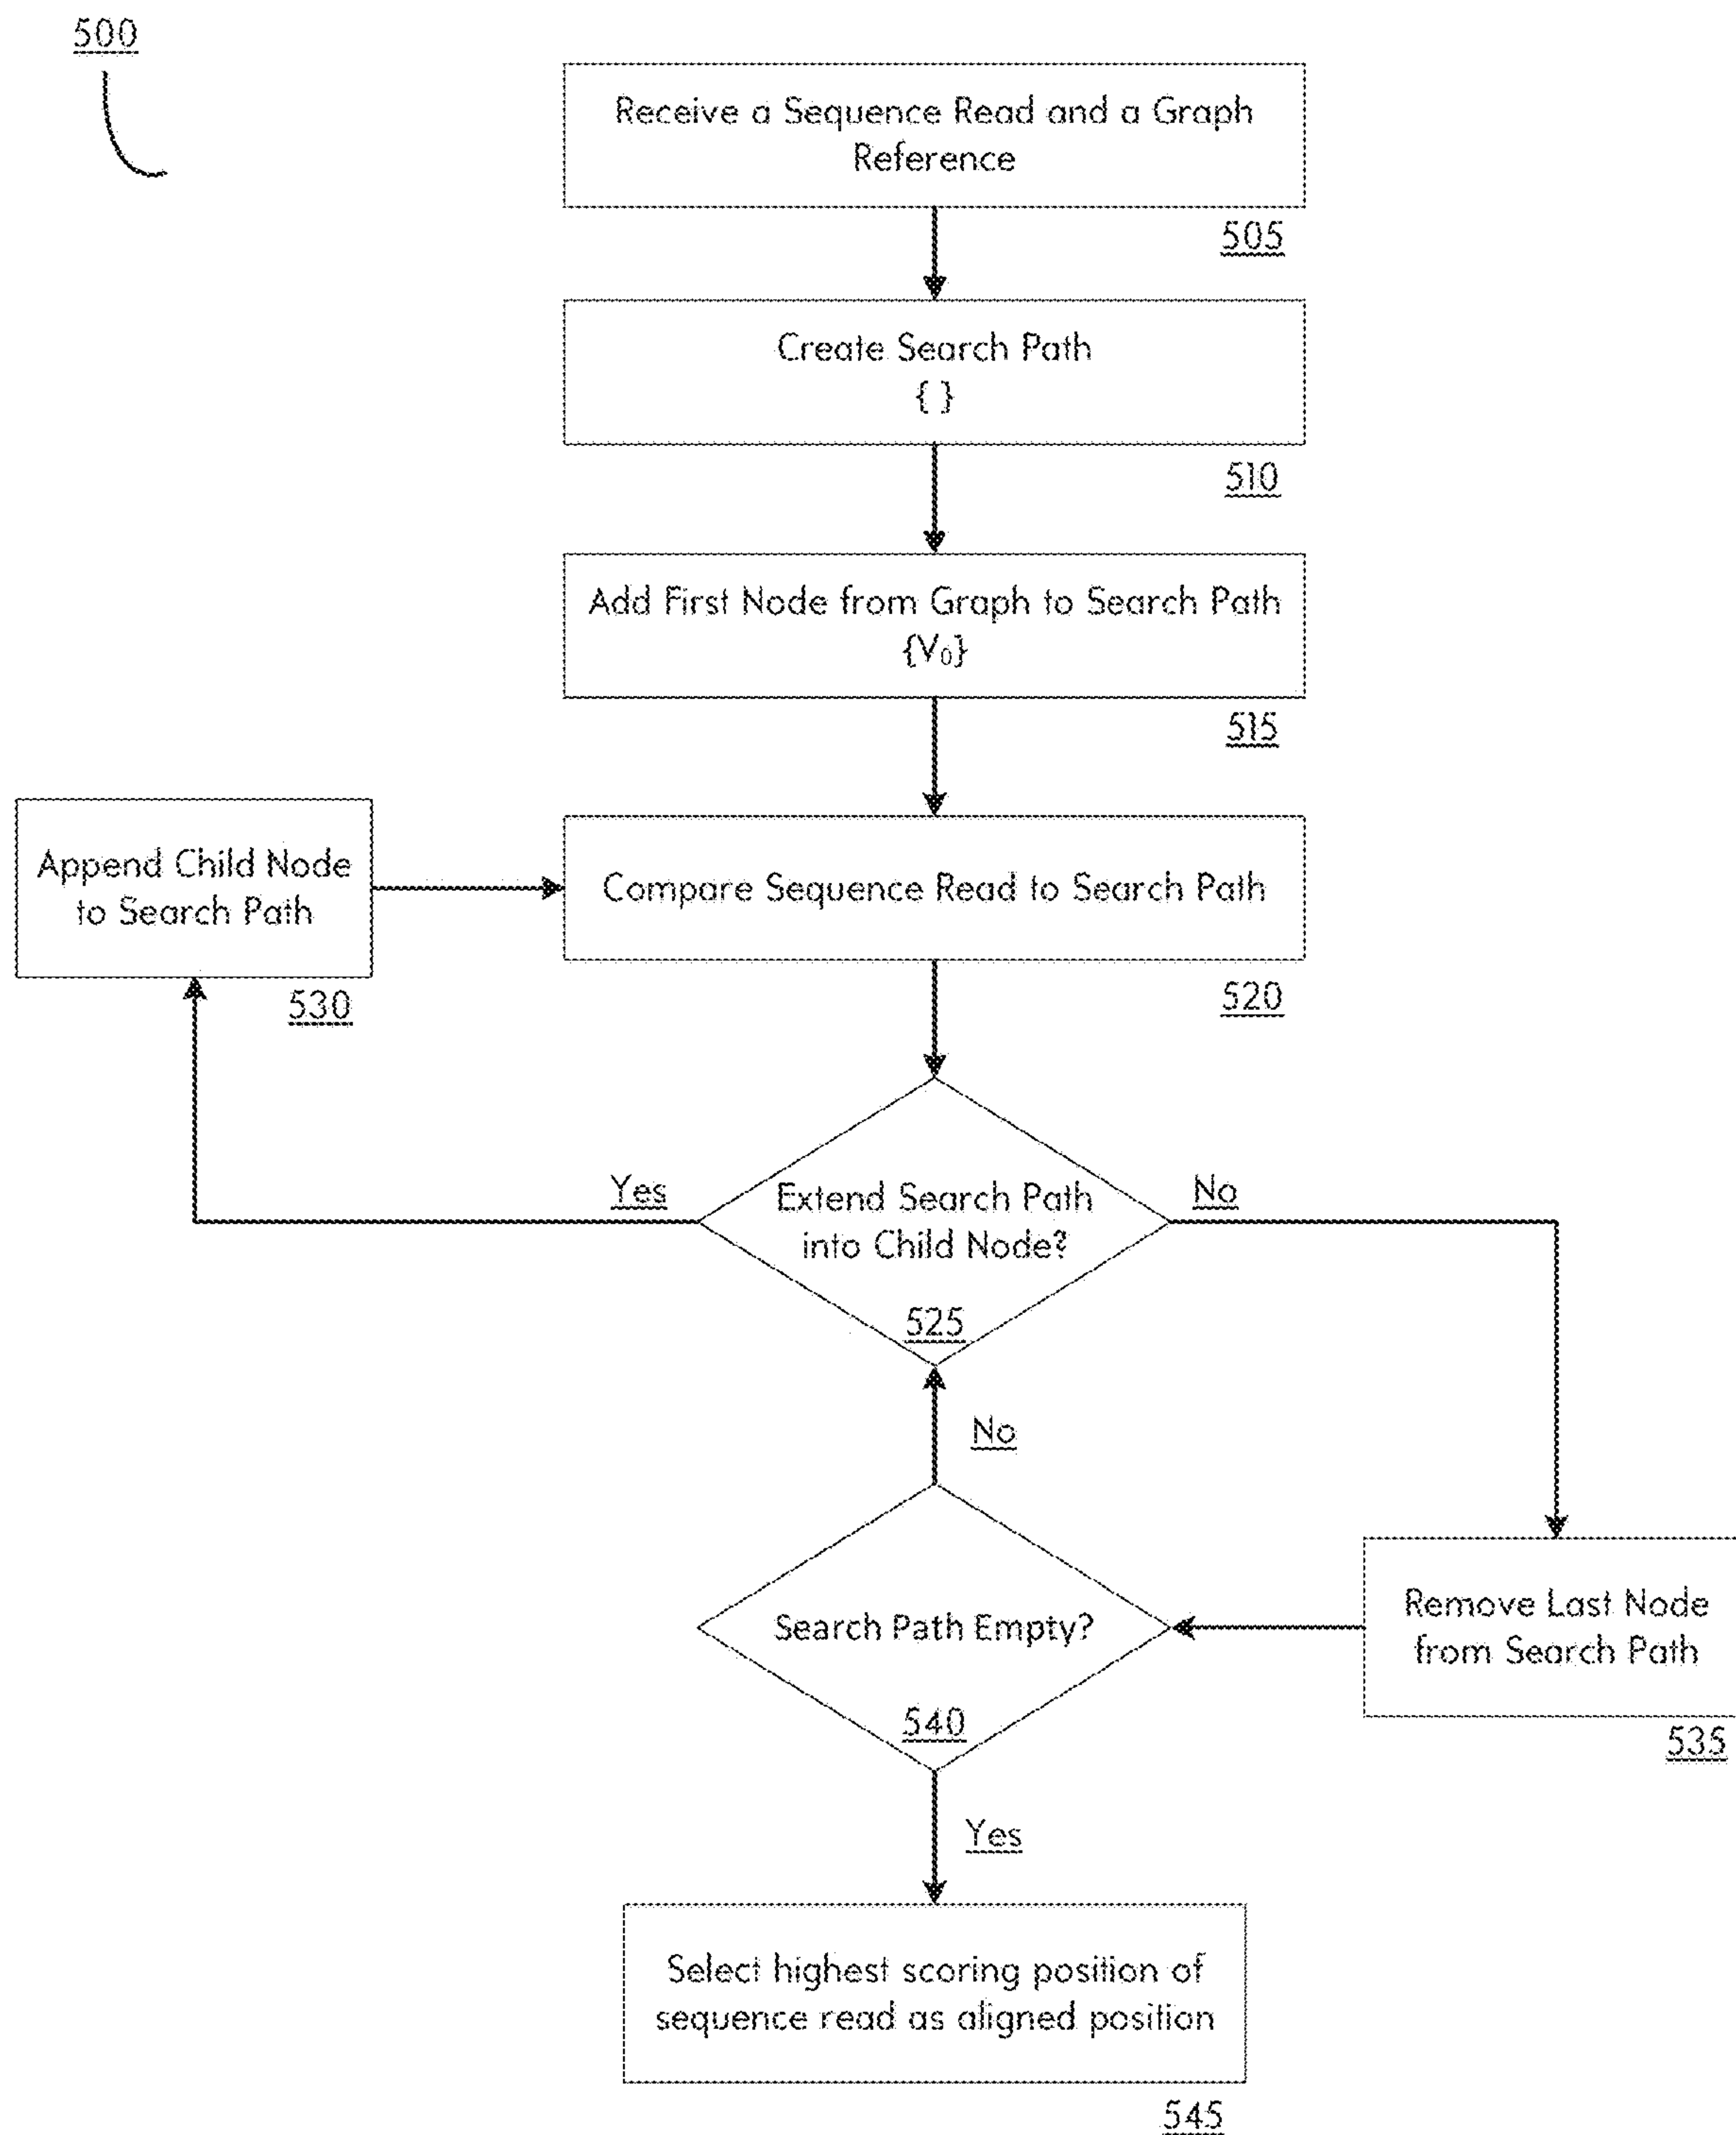 500
Receive a Sequence Read and a Graph
Reference
505
Create Search Path
{ }
510
Add First Node from Graph to Search Path
{V₀}
515
Append Child Node
to Search Path
530
Compare Sequence Read to Search Path
520
Yes
Extend Search Path
into Child Node?
525
No
No
Search Path Empty?
540
Remove Last Node
from Search Path
535
Yes
Select highest scoring position of
sequence read as aligned position
545